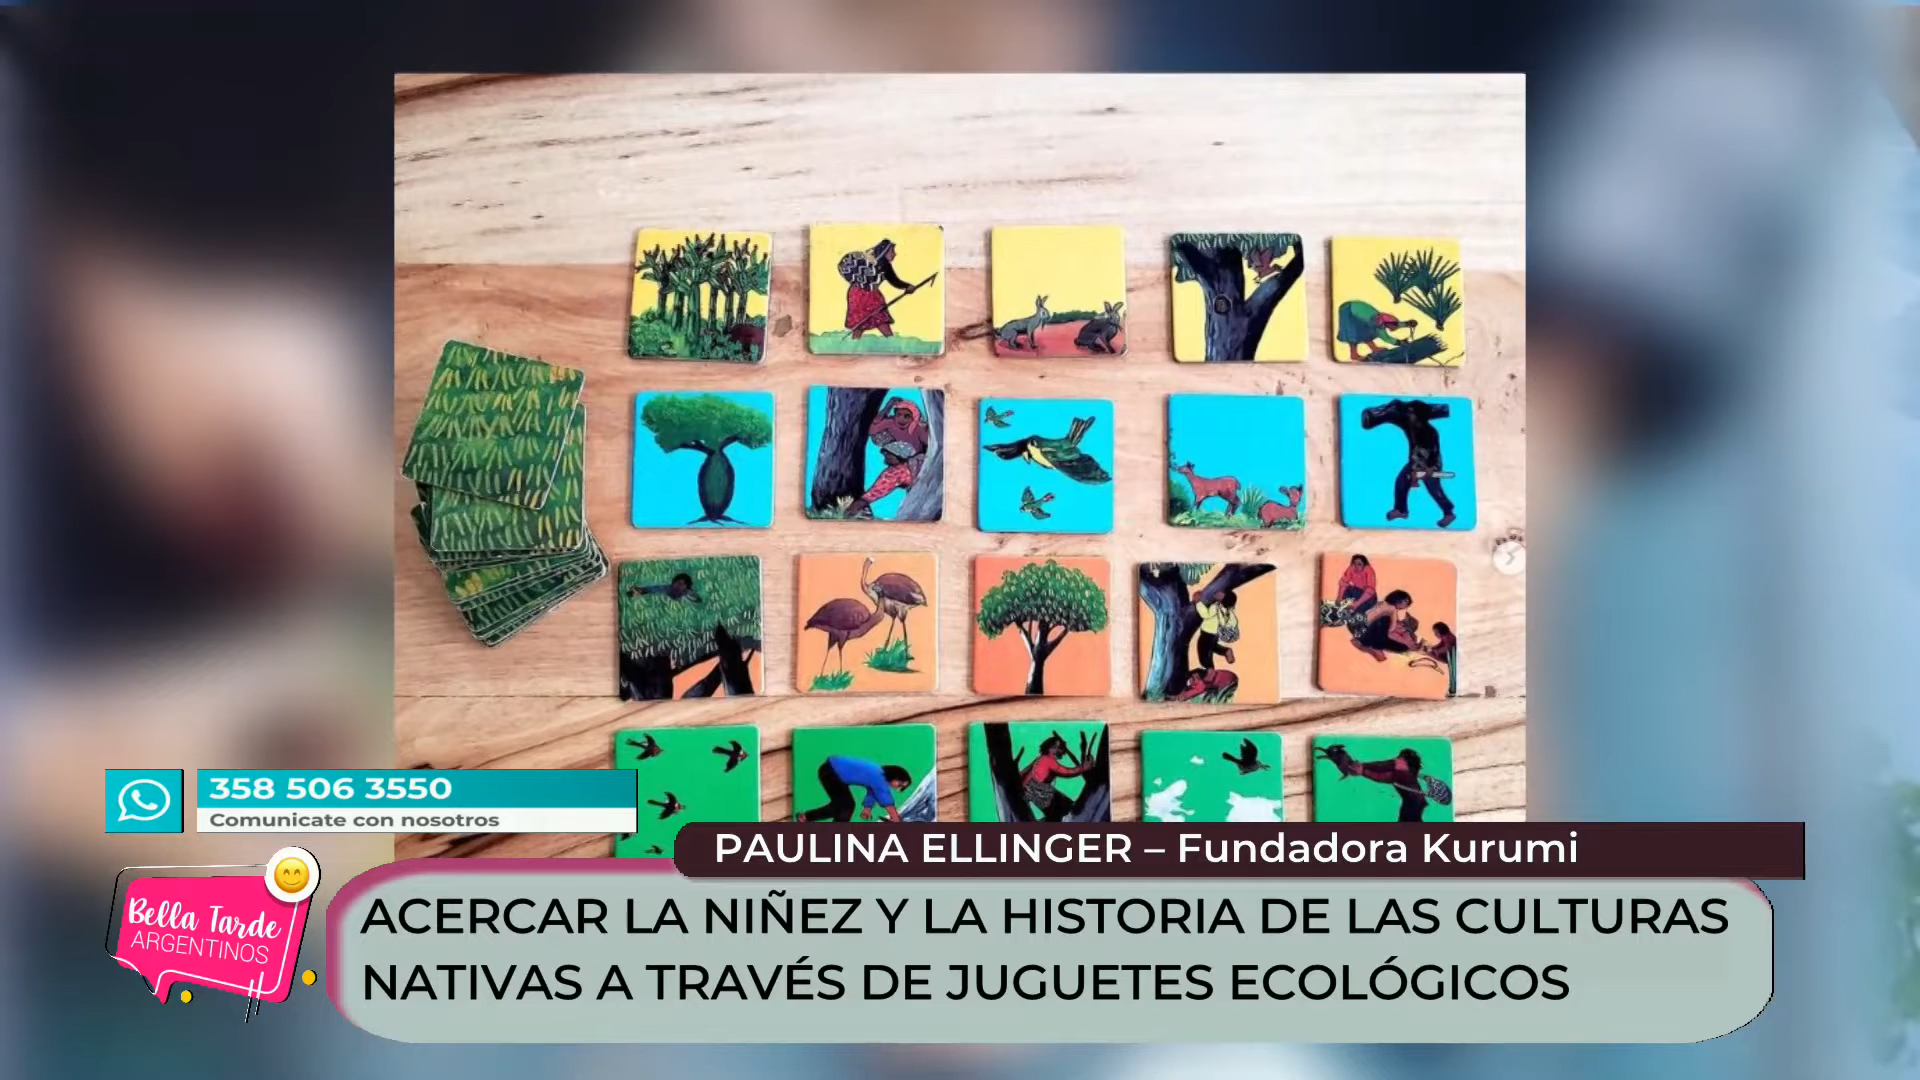 358 506 3550
Comunicate con nosotros
PAULINA ELLINGER – Fundadora Kurumi
Bella Tarde
ARGENTINOS
ACERCAR LA NIÑEZ Y LA HISTORIA DE LAS CULTURAS
NATIVAS A TRAVÉS DE JUGUETES ECOLÓGICOS